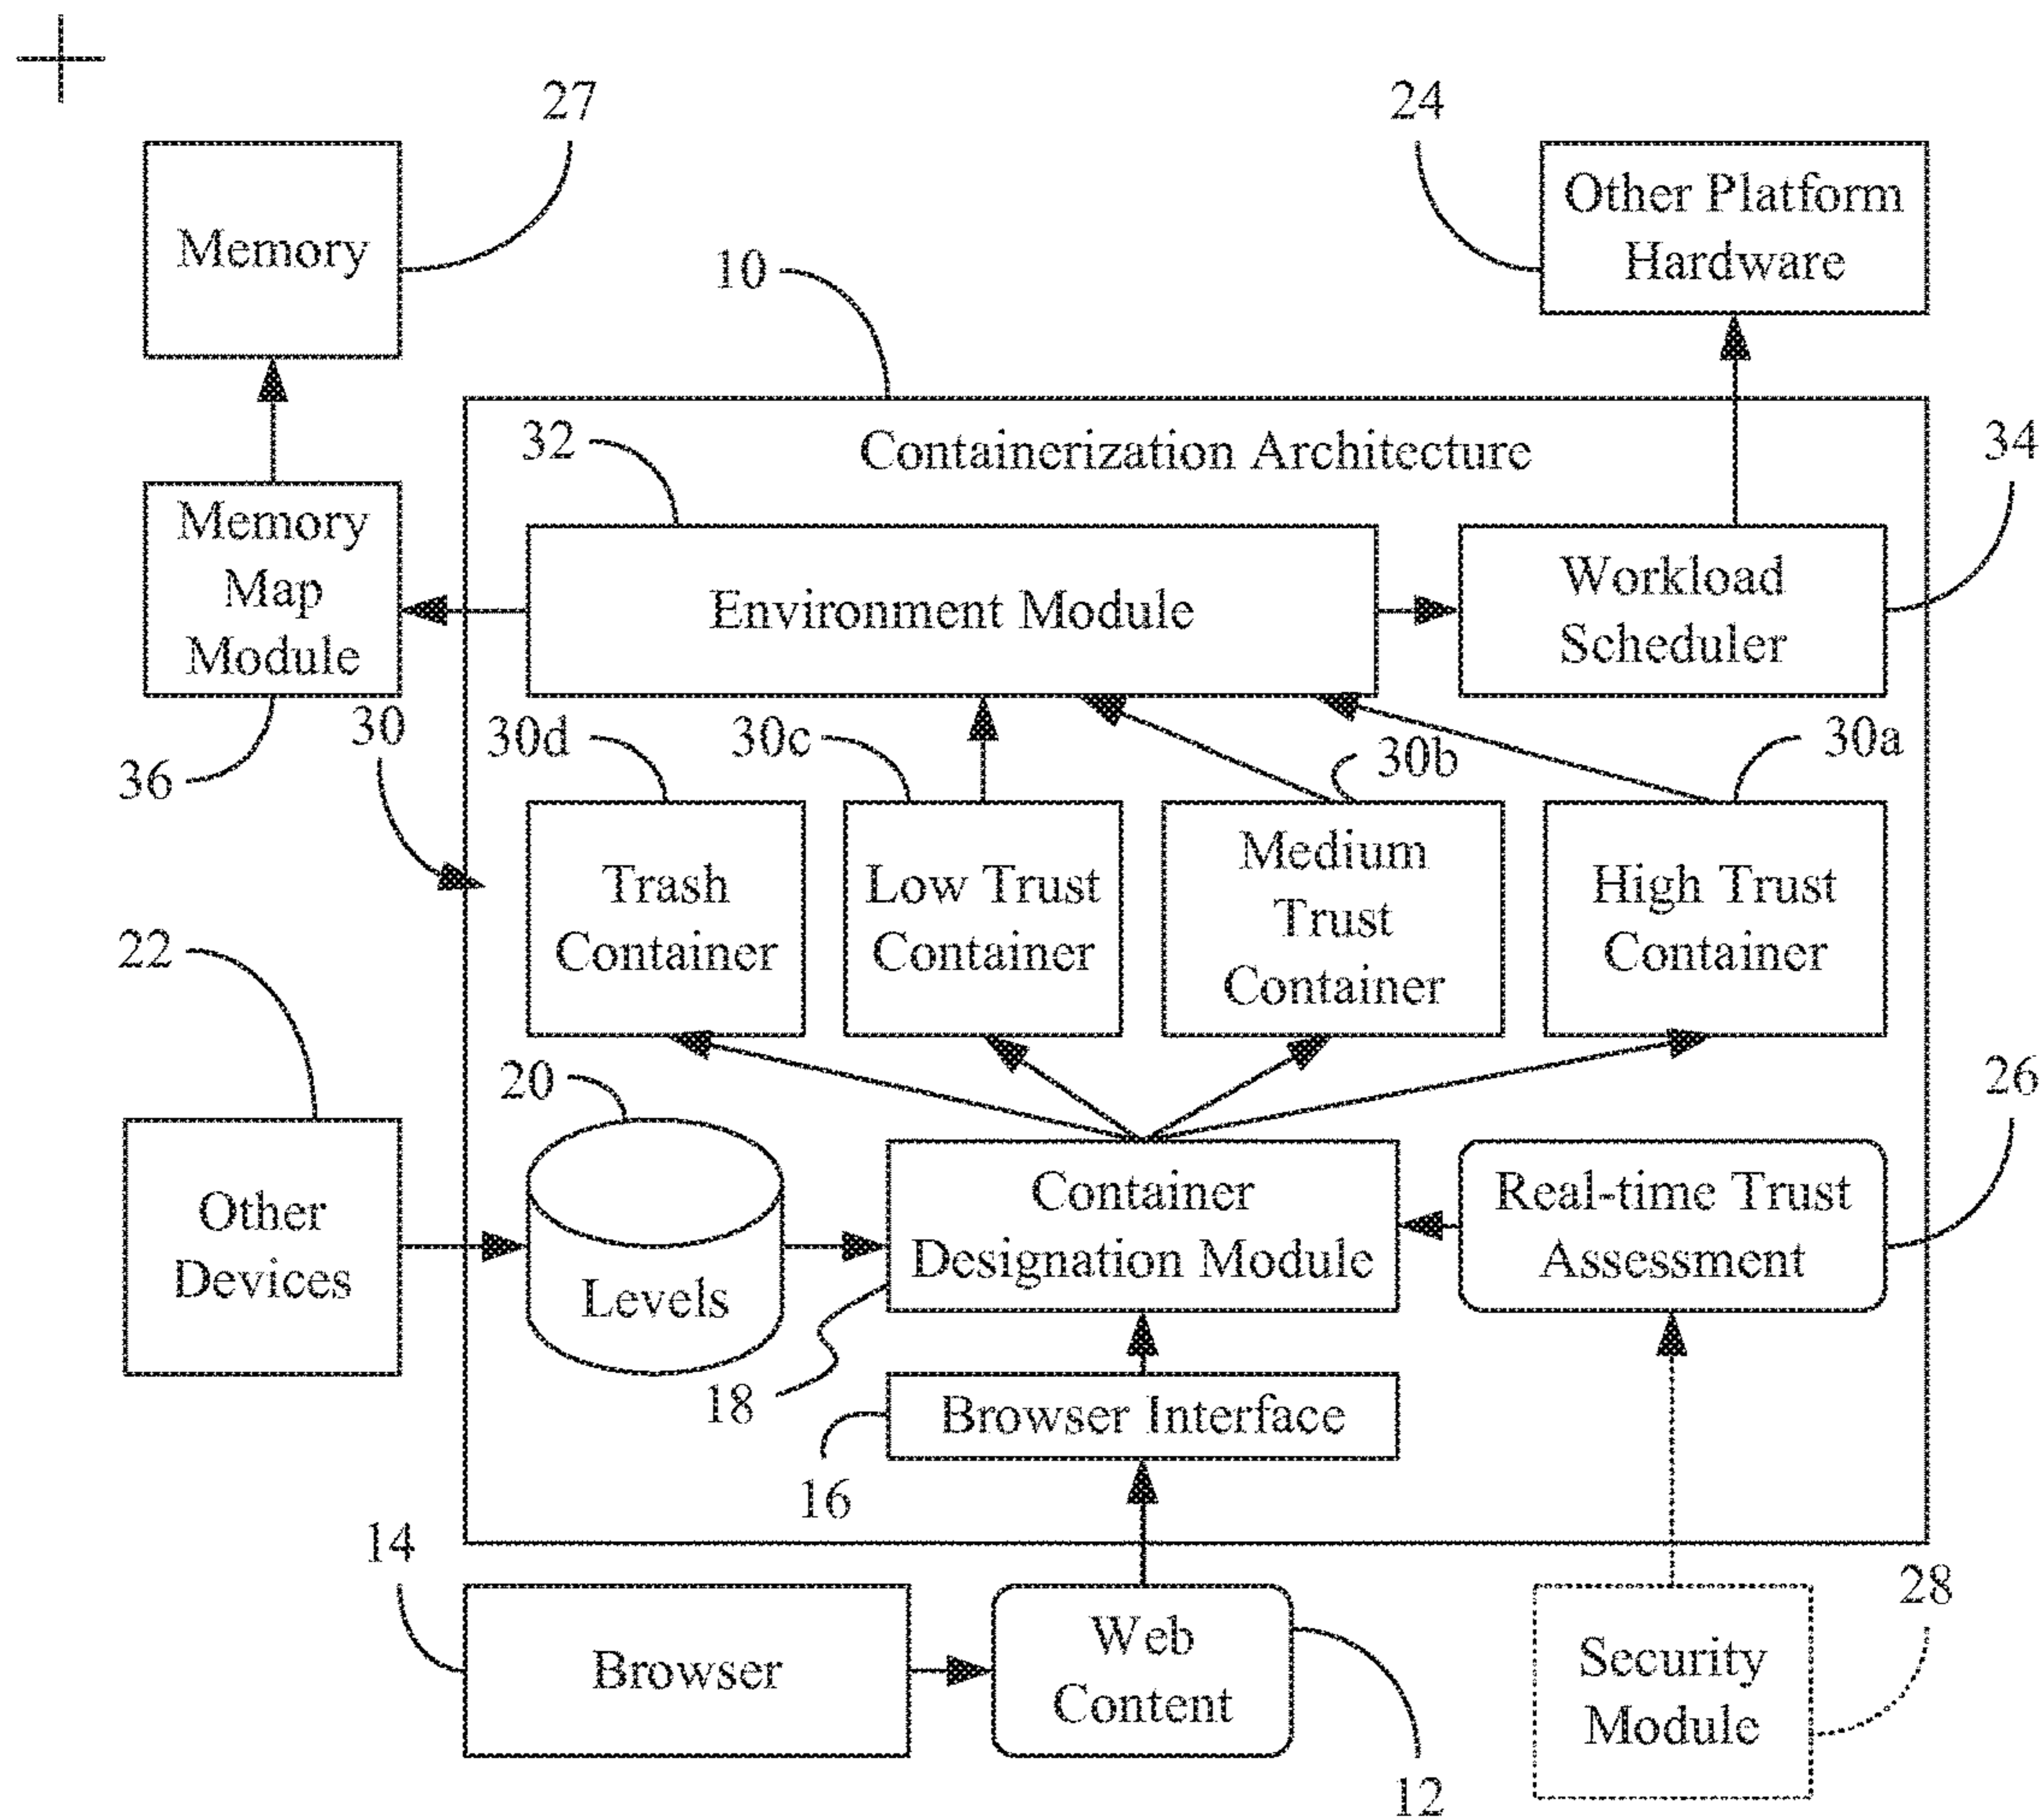 27
24
Memory
Other Platform
Hardware
10
32
Containerization Architecture
34
Memory
Map
Module
Environment Module
Workload
Scheduler
30
30d
30c
30b
30a
36
Trash
Container
Low Trust
Container
Medium
Trust
Container
High Trust
Container
22
20
26
Other
Devices
Levels
Container
Designation Module
Real-time Trust
Assessment
18
Browser Interface
16
14
28
Browser
Web
Content
Security
Module
12